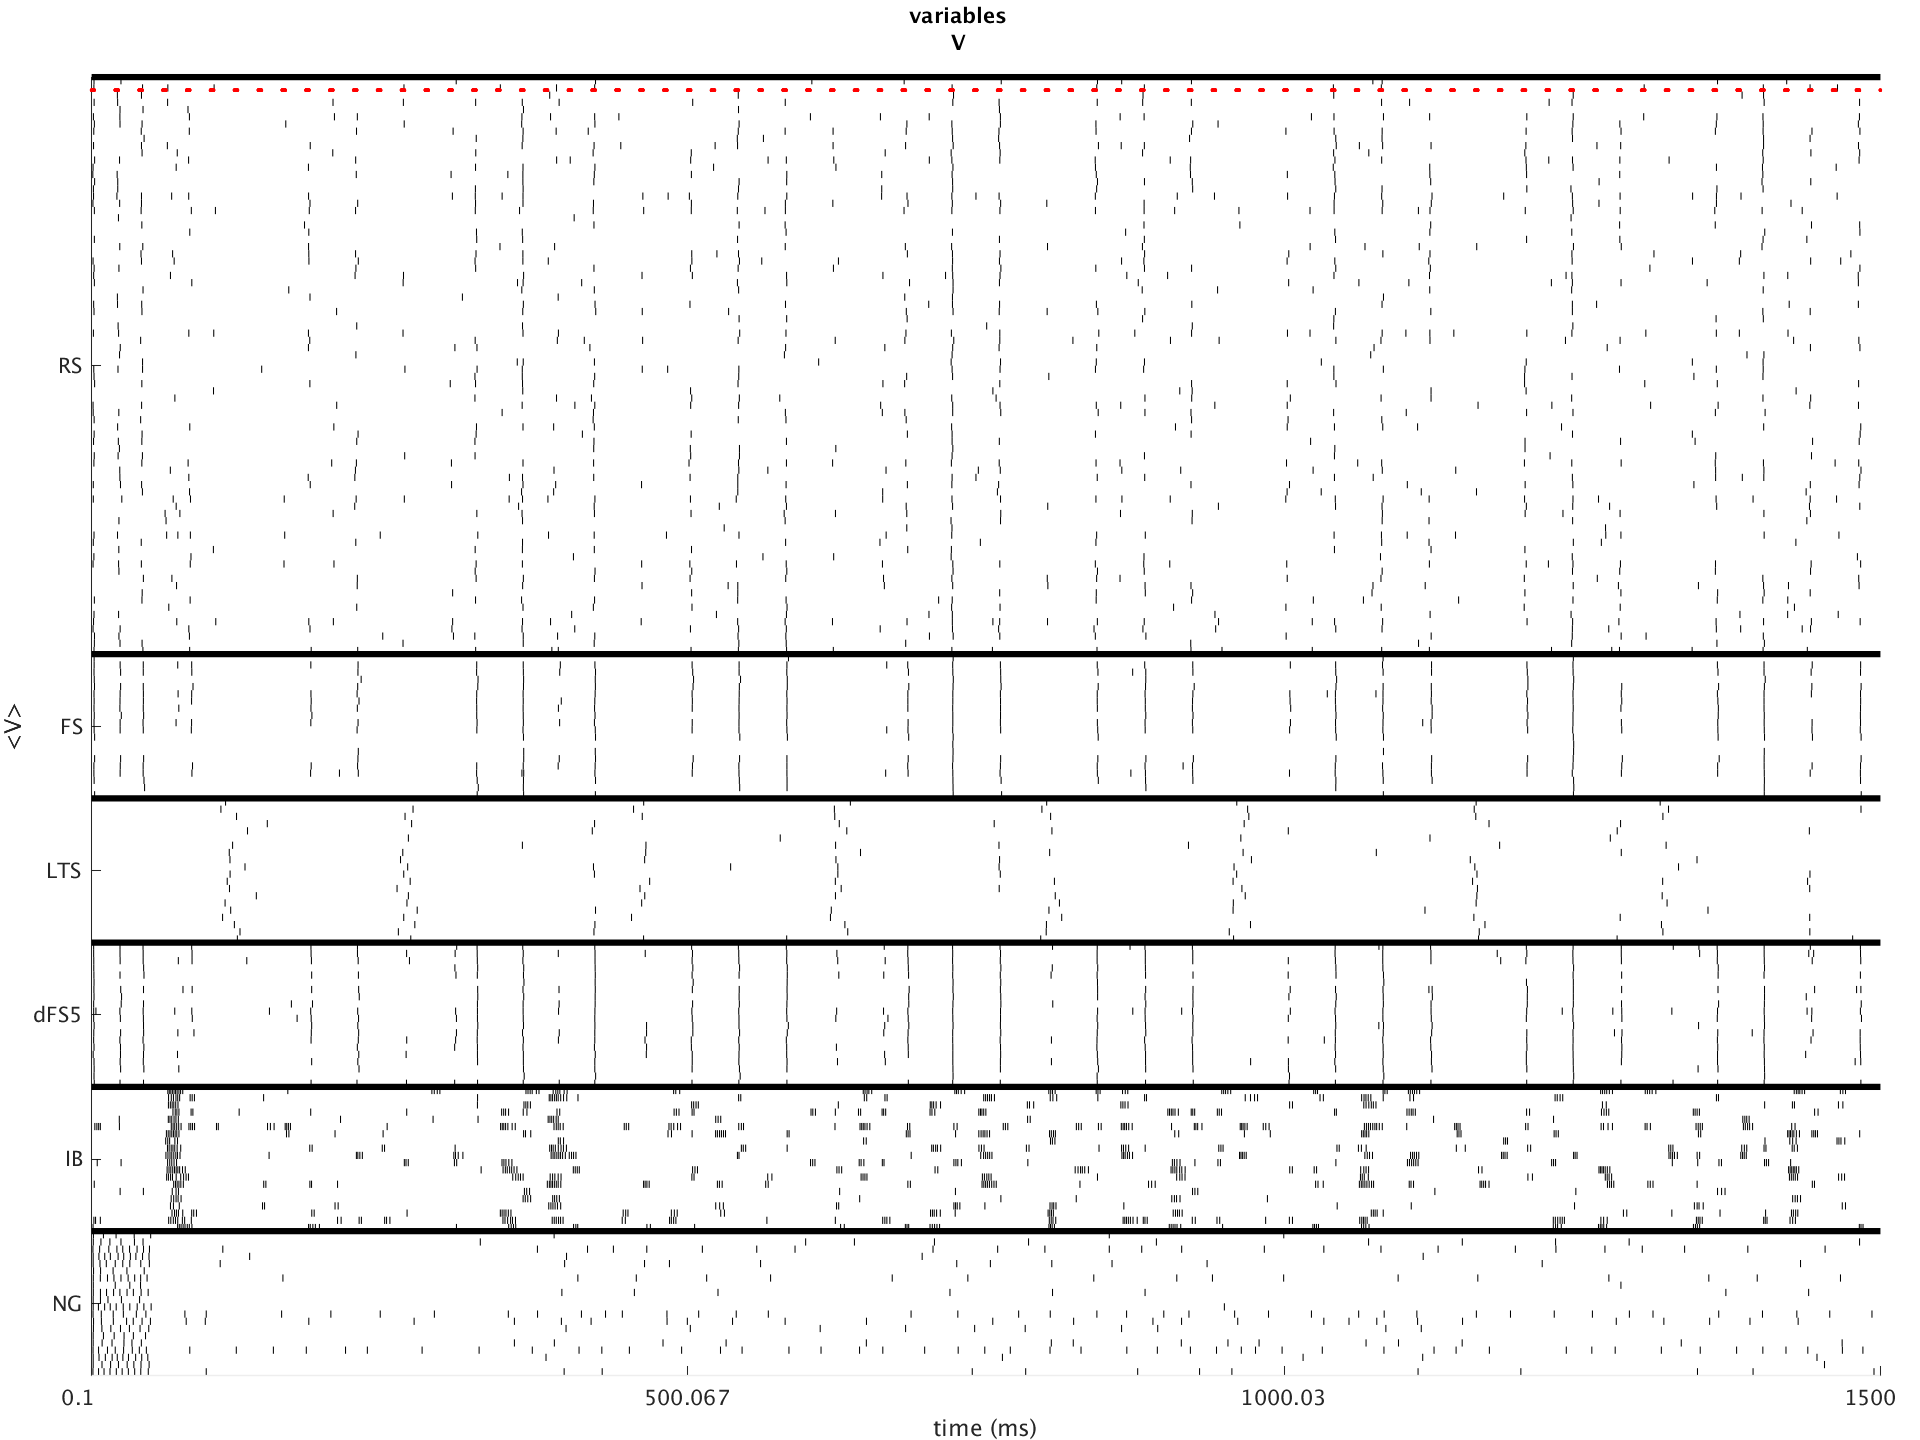 variables
V
RS
FS
<V>
LTS
dFS5
IB
NG
0.1
500.067
1000.03
1500
time (ms)